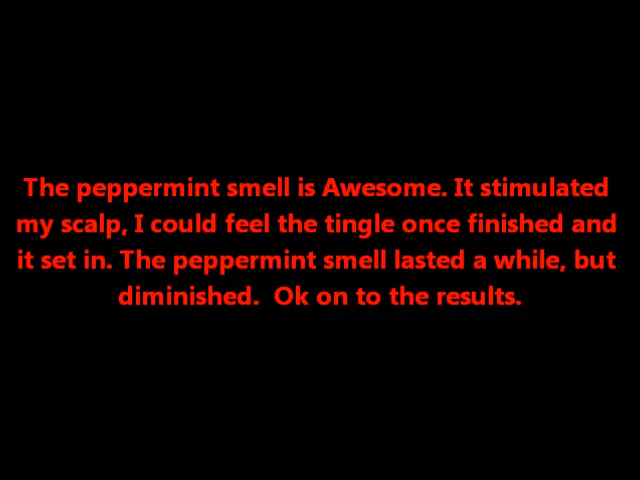 The peppermint smell is Awesome. It stimulated
my scalp, I could feel the tingle once finished and
it set in. The peppermint smell lasted a while, but
diminished.  Ok on to the results.